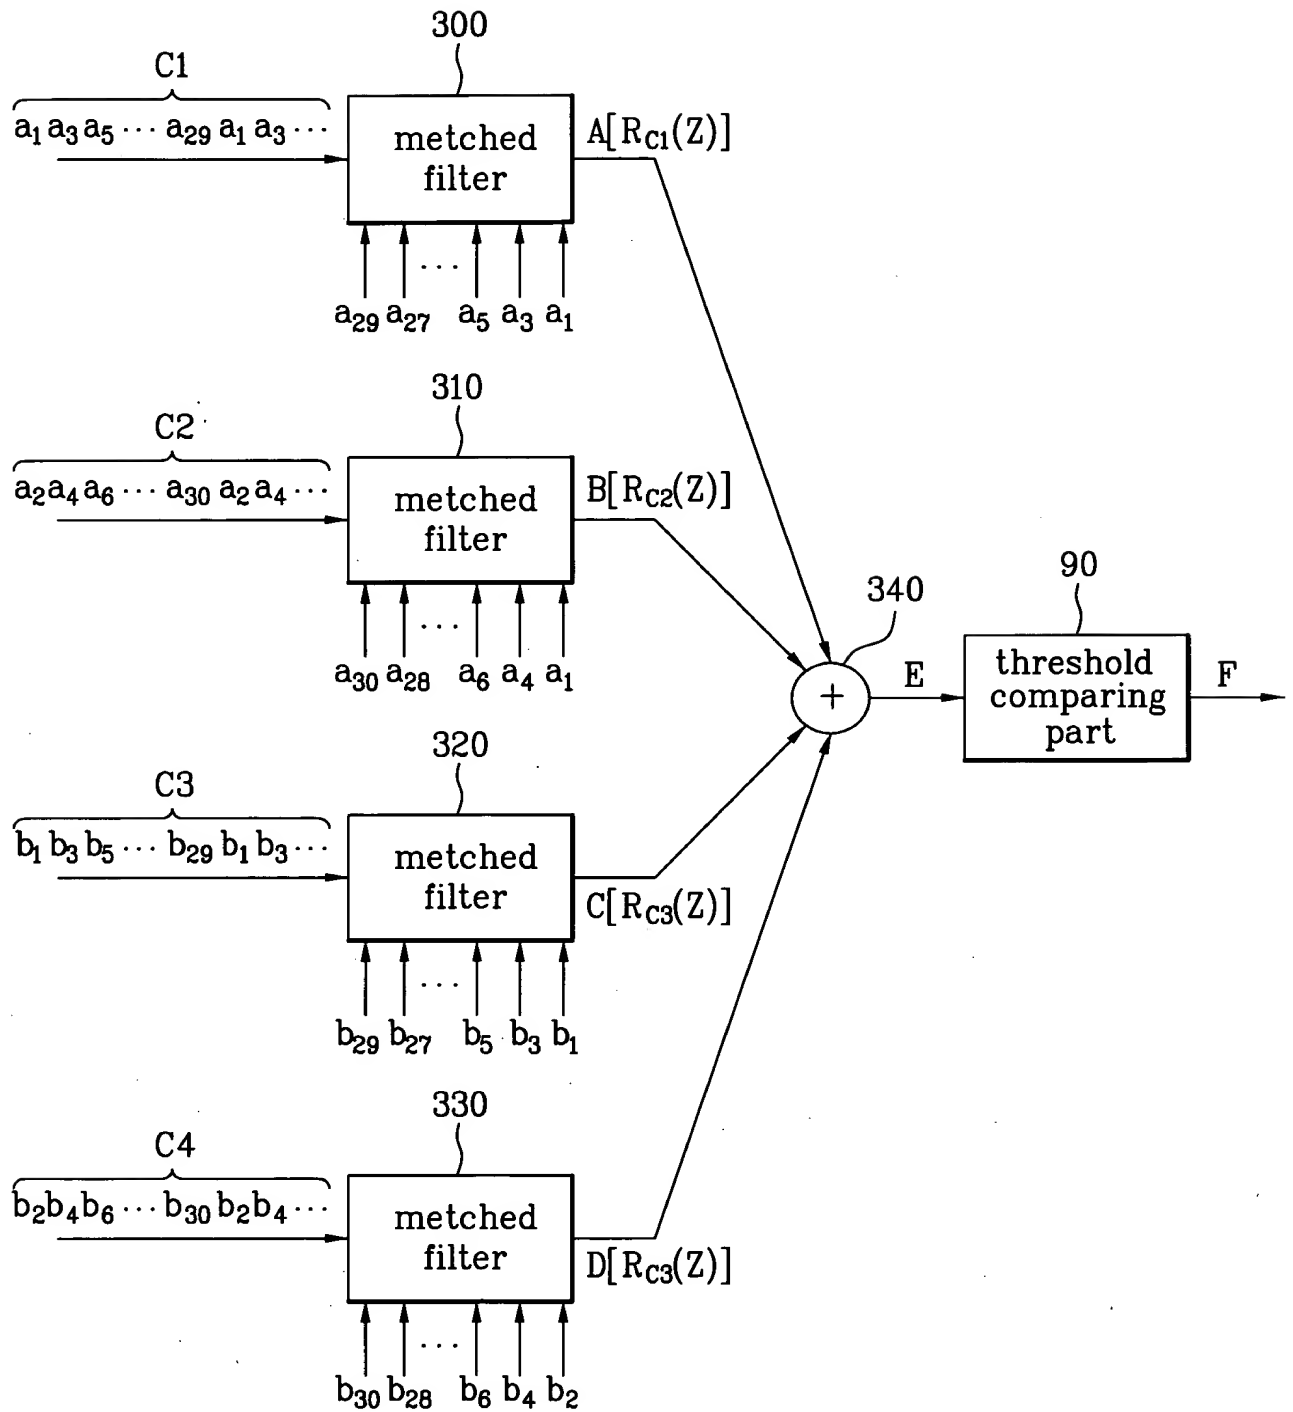 300
C1
a1 a3 a5 ··· a29 a1 a3 ···
metched
filter
A[RC1(Z)]
···
a29 a27 a5 a3 a1
310
C2
a2 a4 a6 ··· a30 a2 a4 ···
metched
filter
B[RC2(Z)]
···
a30 a28 a6 a4 a1
340
90
+
E
threshold
comparing
part
F
320
C3
b1 b3 b5 ··· b29 b1 b3 ···
metched
filter
C[RC3(Z)]
···
b29 b27 b5 b3 b1
330
C4
b2 b4 b6 ··· b30 b2 b4 ···
metched
filter
D[RC3(Z)]
···
b30 b28 b6 b4 b2